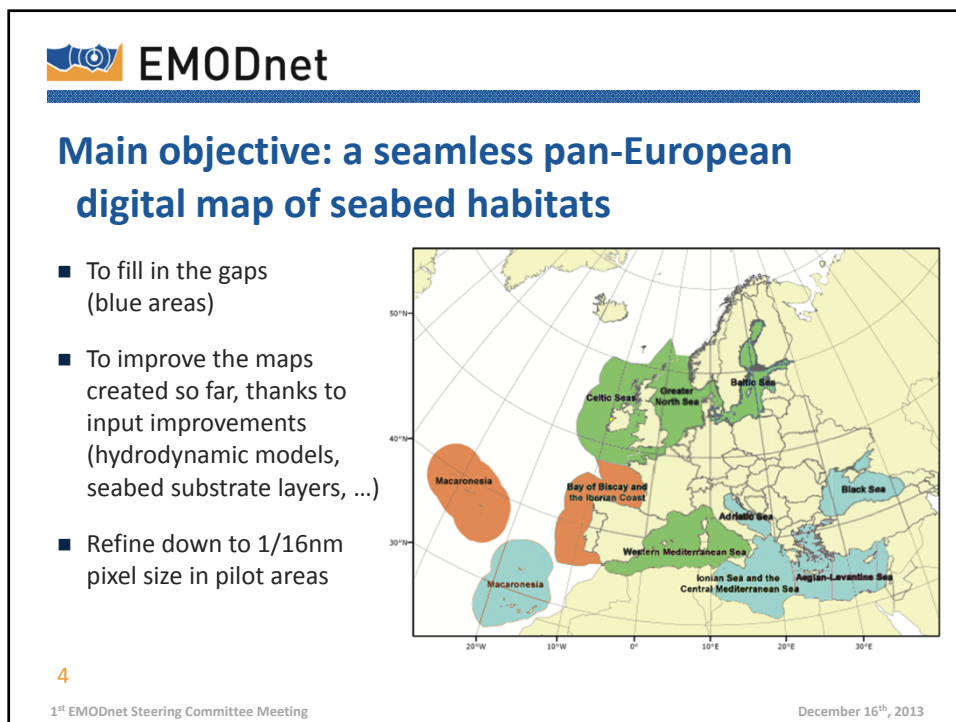 EMODnet
Main objective: a seamless pan-European
digital map of seabed habitats
■ To fill in the gaps
(blue areas)
■ To improve the maps
created so far, thanks to
input improvements
(hydrodynamic models,
seabed substrate layers, …)
■ Refine down to 1/16nm
pixel size in pilot areas
50°N
40°N
30°N
20°W
10°W
0°
10°E
20°E
30°E
Celtic Seas
Greater
North Sea
Baltic Sea
Macaronesia
Bay of Biscay and
the Iberian Coast
Black Sea
Adriatic Sea
Western Mediterranean Sea
Ionian Sea and the
Central Mediterranean Sea
Aegian-Levantine Sea
Macaronesia
4
1st EMODnet Steering Committee Meeting
December 16th, 2013